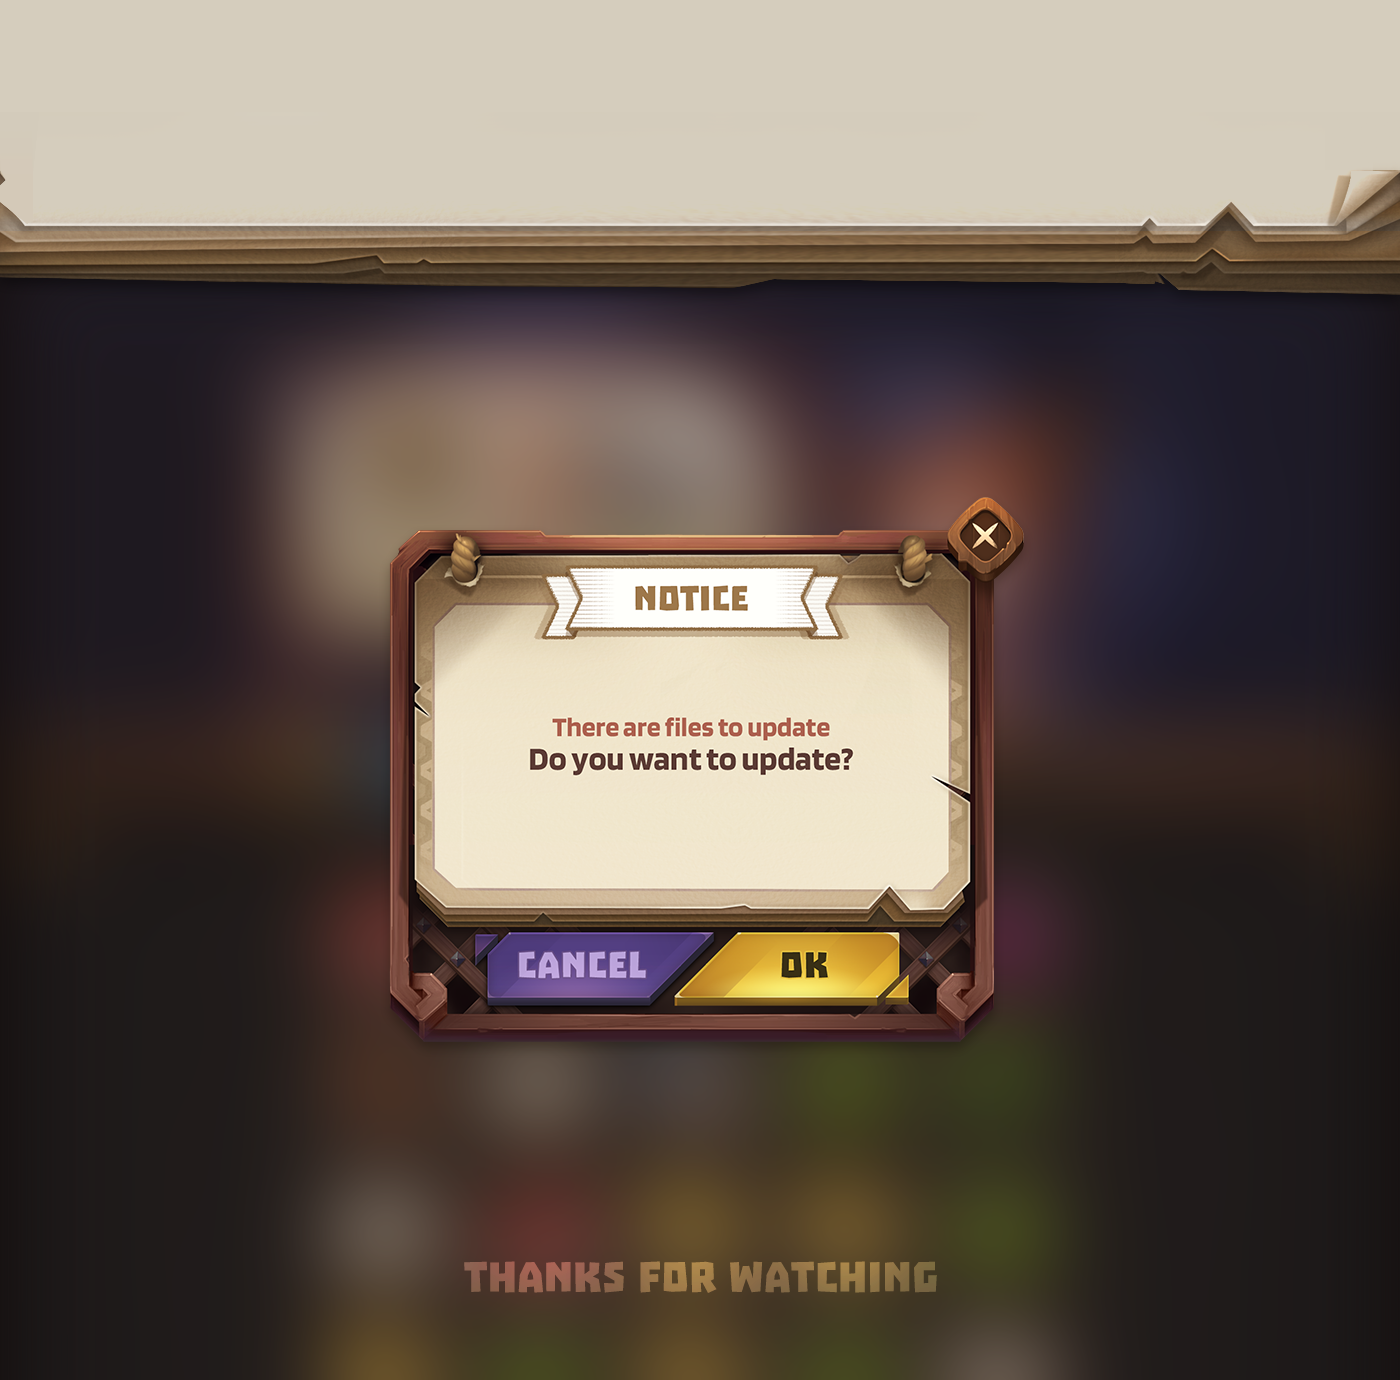 NOTICE
There are files to update
Do you want to update?
CANCEL
OK
THANKS FOR WATCHING